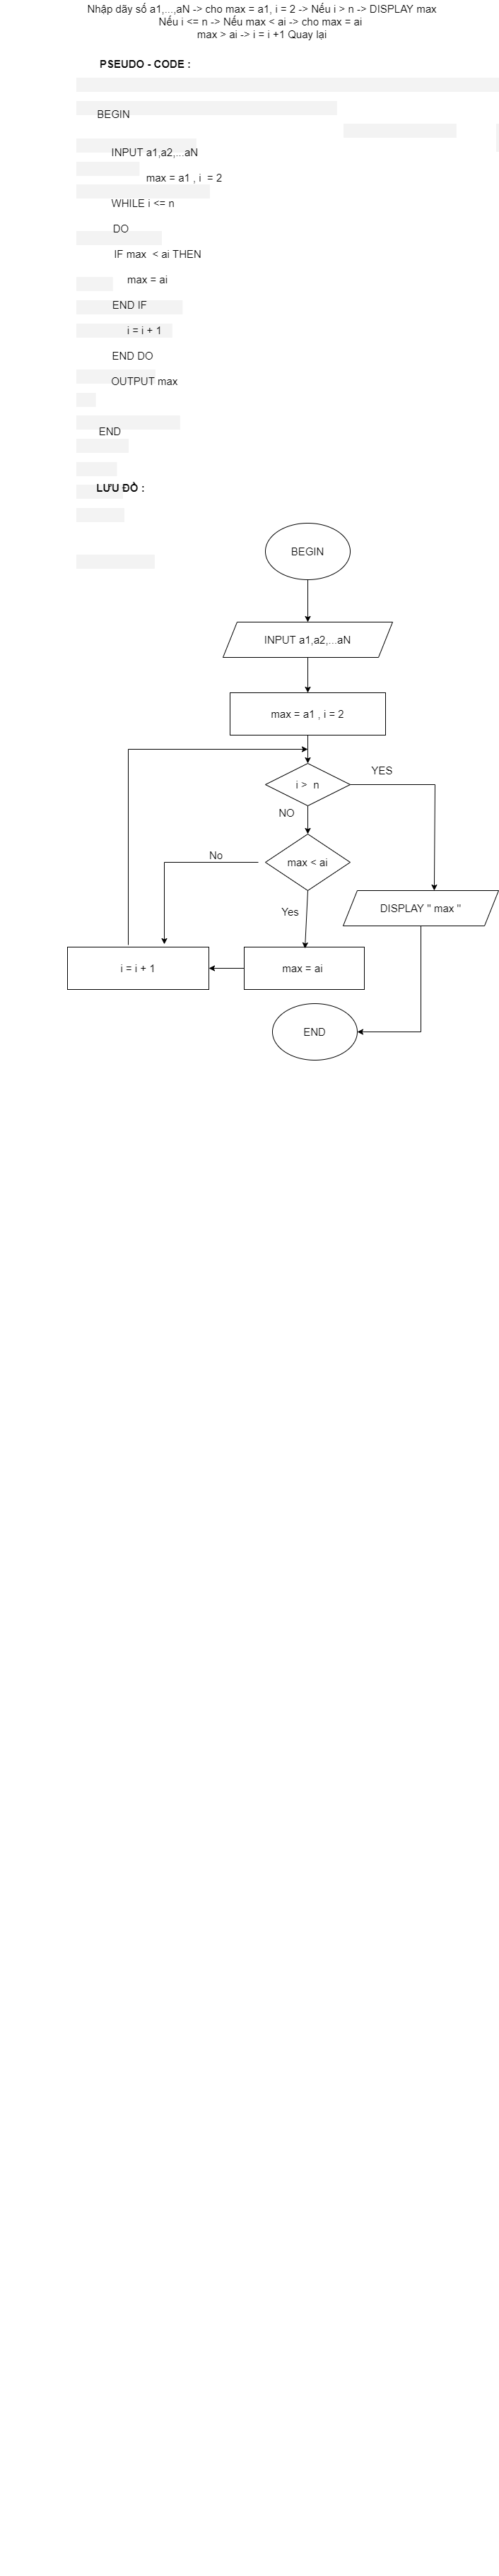 Nhập dãy số a1,...,aN -> cho max = a1, i = 2 -> Nếu i > n -> DISPLAY max
Nếu i <= n -> Nếu max < ai -> cho max = ai
max > ai -> i = i +1 Quay lại
PSEUDO - CODE :
BEGIN
INPUT a1,a2,...aN
max = a1 , i = 2
WHILE i <= n
DO
IF max < ai THEN
max = ai
END IF
i = i + 1
END DO
OUTPUT max
END
LƯU ĐỒ :
BEGIN
INPUT a1,a2,...aN
max = a1 , i = 2
i > n
YES
NO
max < ai
No
Yes
DISPLAY " max "
i = i + 1
max = ai
END